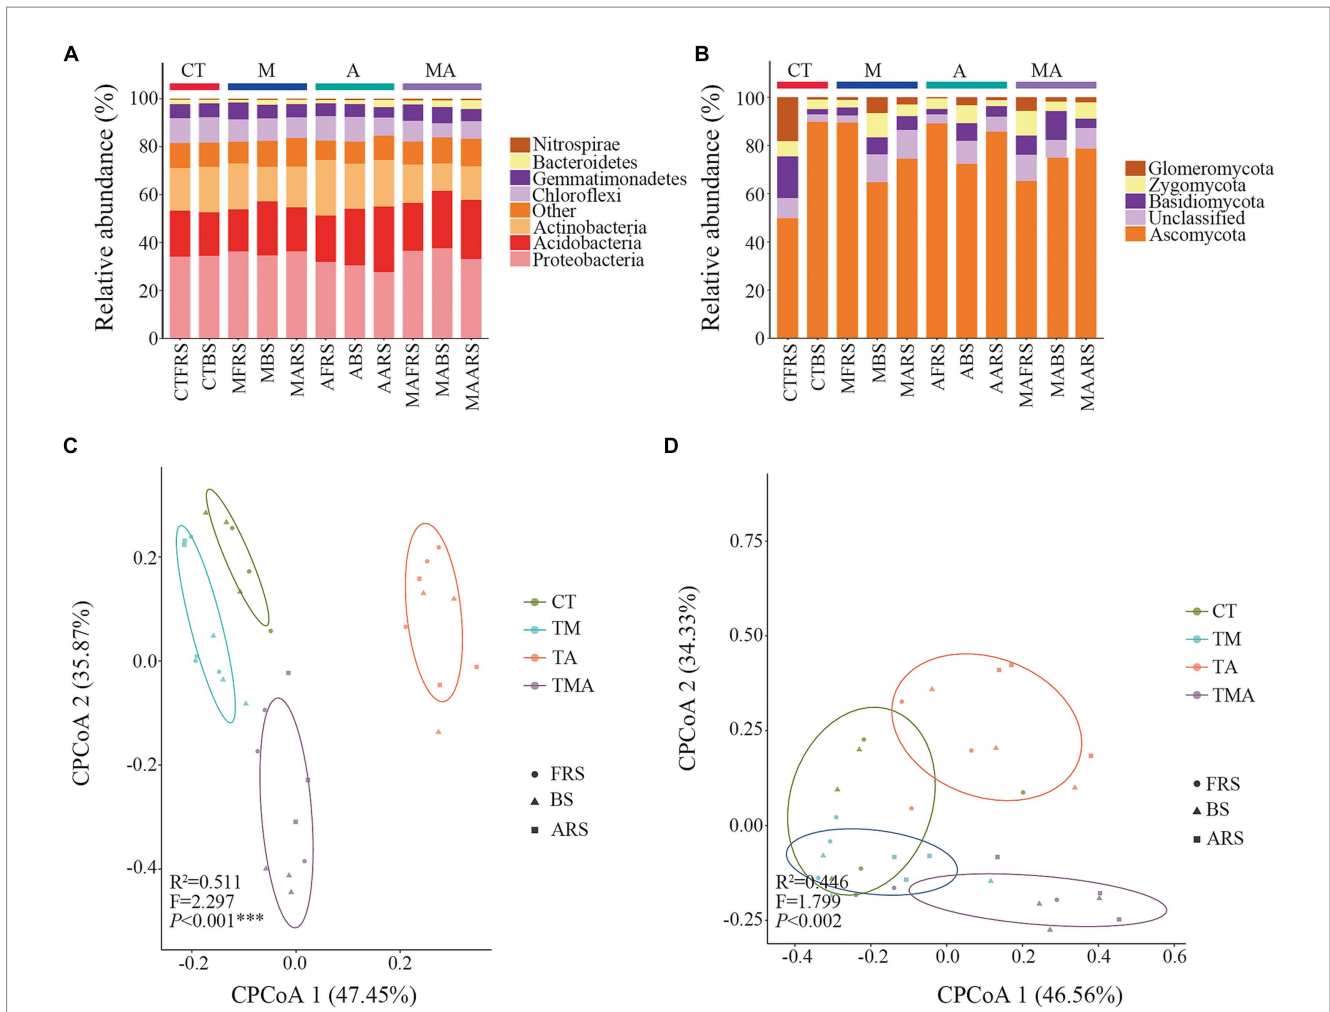 A
CT
M
A
MA
Relative abundance (%)
100
80
60
40
20
0
CTFRS
CTBS
MFRS
MBS
MARS
AFRS
ABS
AARS
MAFRS
MABS
MAARS
Nitrospirae
Bacteroidetes
Gemmatimonadetes
Chloroflexi
Other
Actinobacteria
Acidobacteria
Proteobacteria
B
CT
M
A
MA
Relative abundance (%)
100
80
60
40
20
0
CTFRS
CTBS
MFRS
MBS
MARS
AFRS
ABS
AARS
MAFRS
MABS
MAARS
Glomeromycota
Zygomycota
Basidiomycota
Unclassified
Ascomycota
C
CPCoA 2 (35.87%)
0.2
0.0
-0.2
-0.4
R²=0.511
F=2.297
P<0.001***
-0.2
0.0
0.2
CPCoA 1 (47.45%)
CT
TM
TA
TMA
FRS
BS
ARS
D
CPCoA 2 (34.33%)
0.75
0.50
0.25
0.00
-0.25
R²=0.446
F=1.799
P<0.002
-0.4
-0.2
0.0
0.2
0.4
0.6
CPCoA 1 (46.56%)
CT
TM
TA
TMA
FRS
BS
ARS